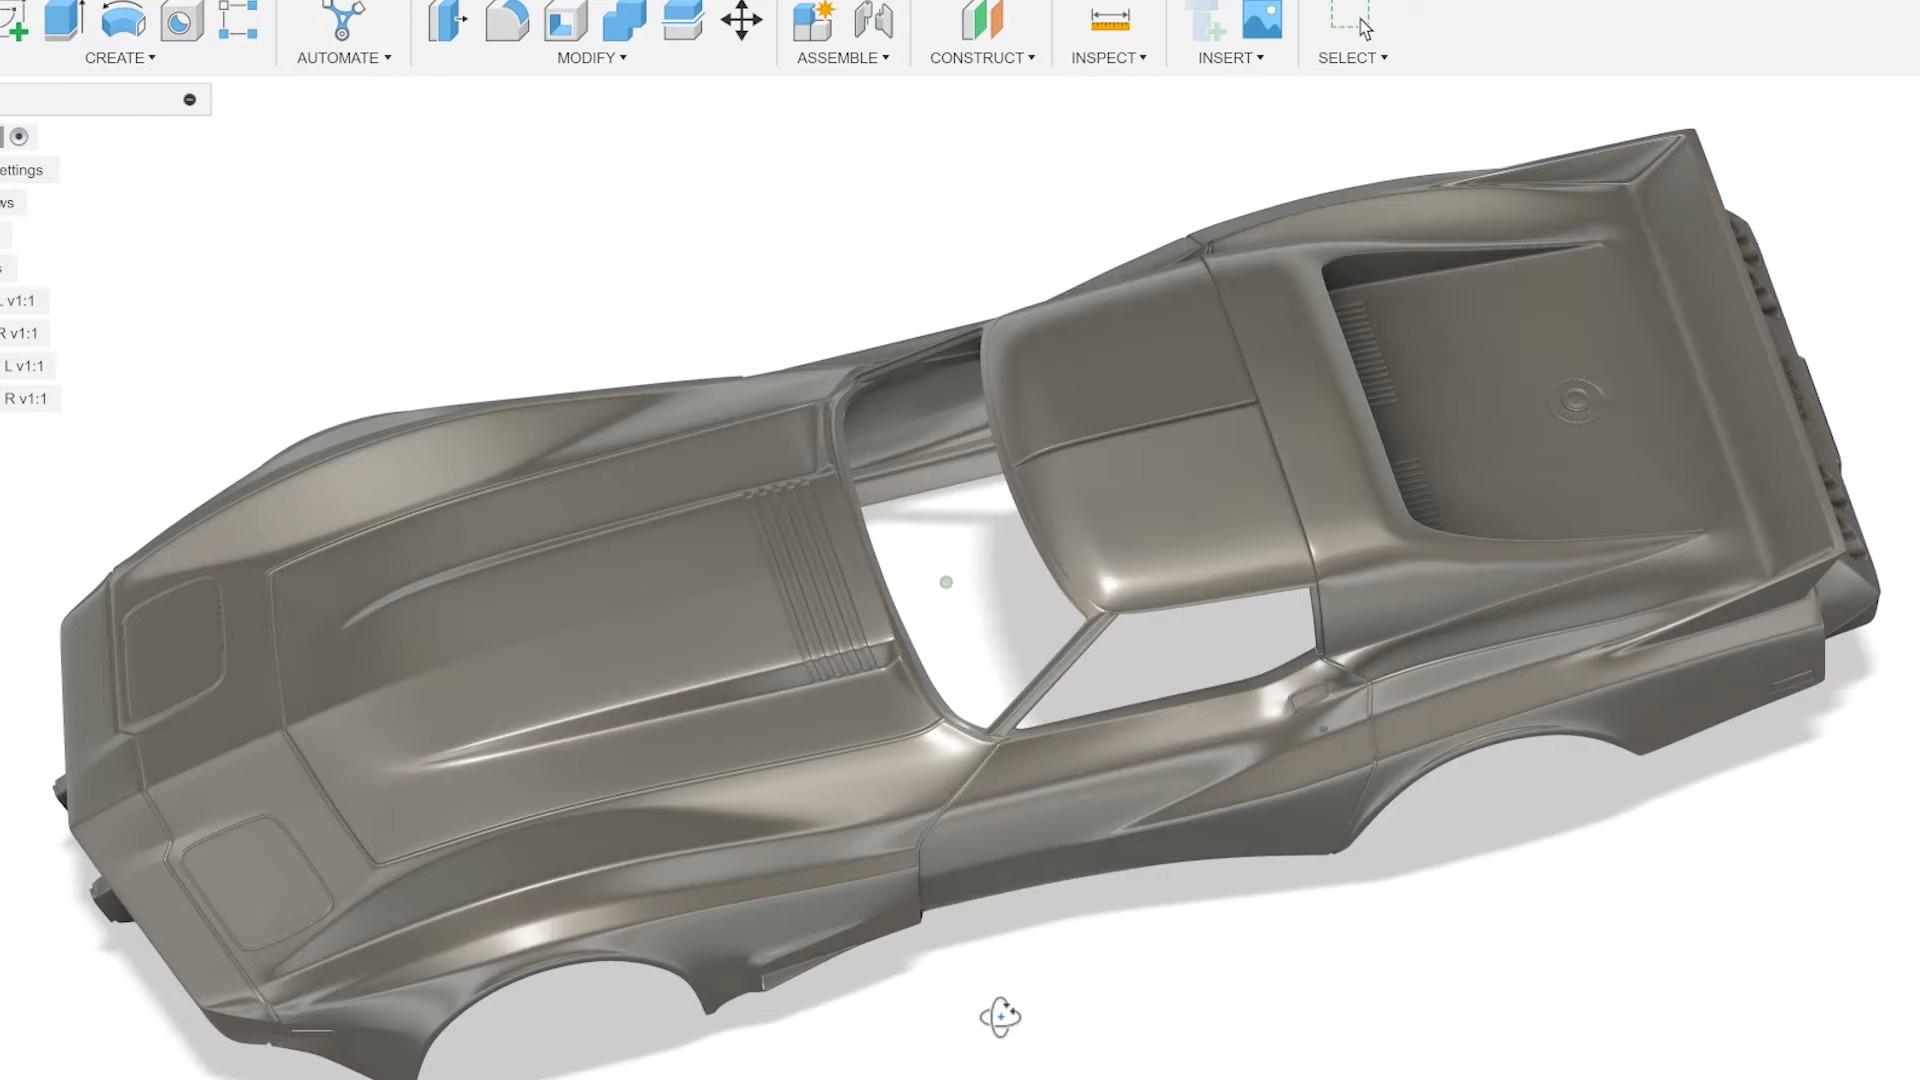 CREATE AUTOMATE MODIFY ASSEMBLE CONSTRUCT INSPECT INSERT SELECT
ettings
ws
s
L v1:1
R v1:1
L v1:1
R v1:1